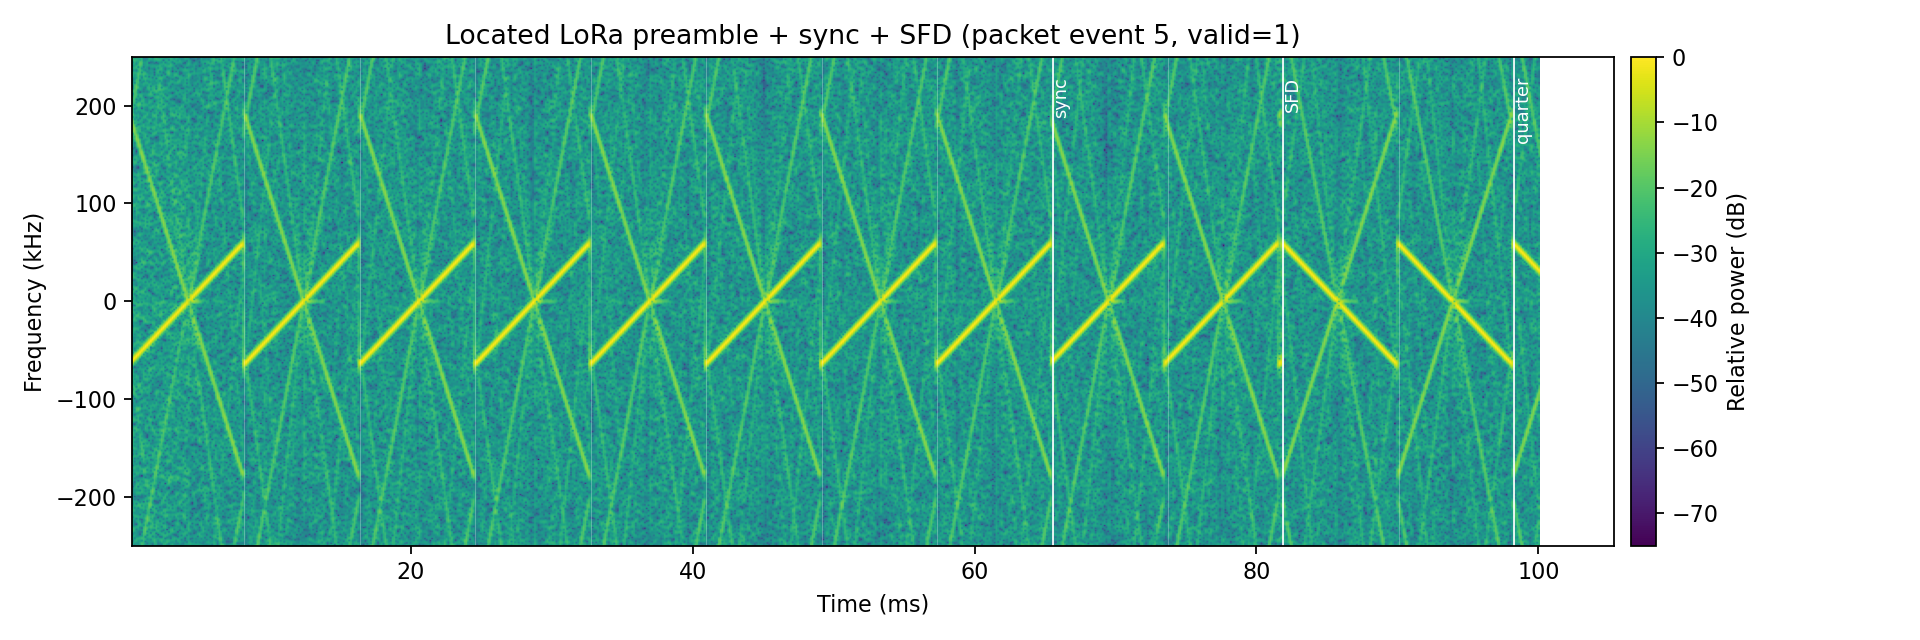 Located LoRa preamble + sync + SFD (packet event 5, valid=1)
Frequency (kHz)
200
100
0
−100
−200
sync
SFD
quarter
20
40
60
80
100
Time (ms)
0
−10
−20
−30
−40
−50
−60
−70
Relative power (dB)